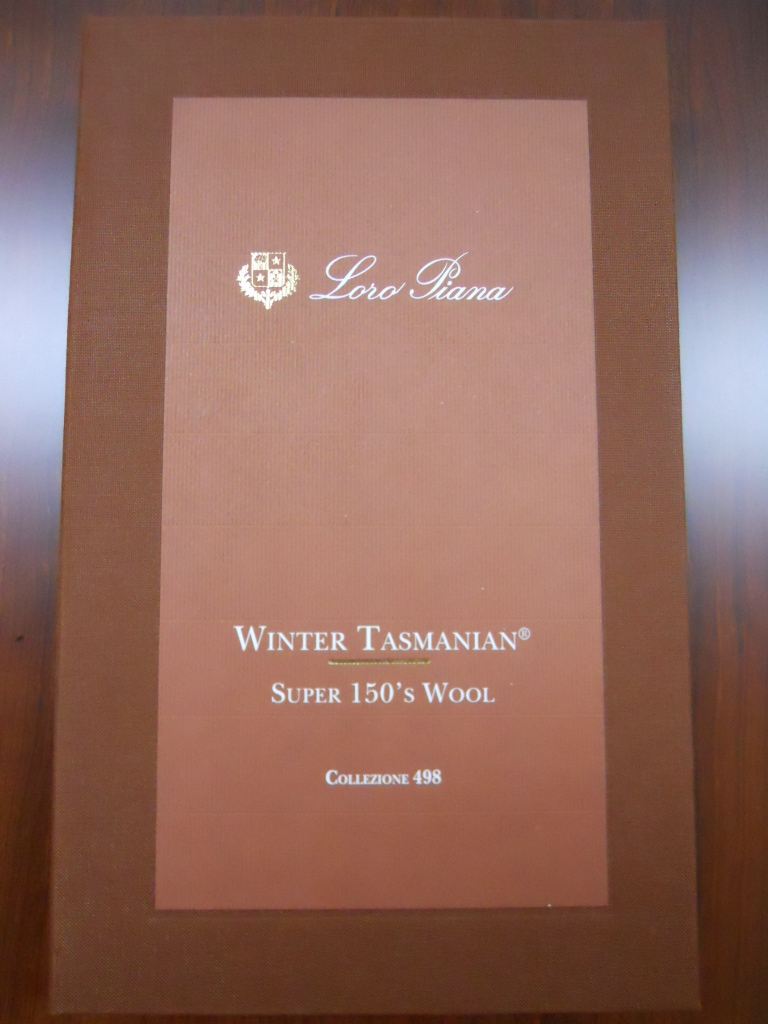 Loro Piana
WINTER TASMANIAN®
SUPER 150'S WOOL
COLLEZIONE 498